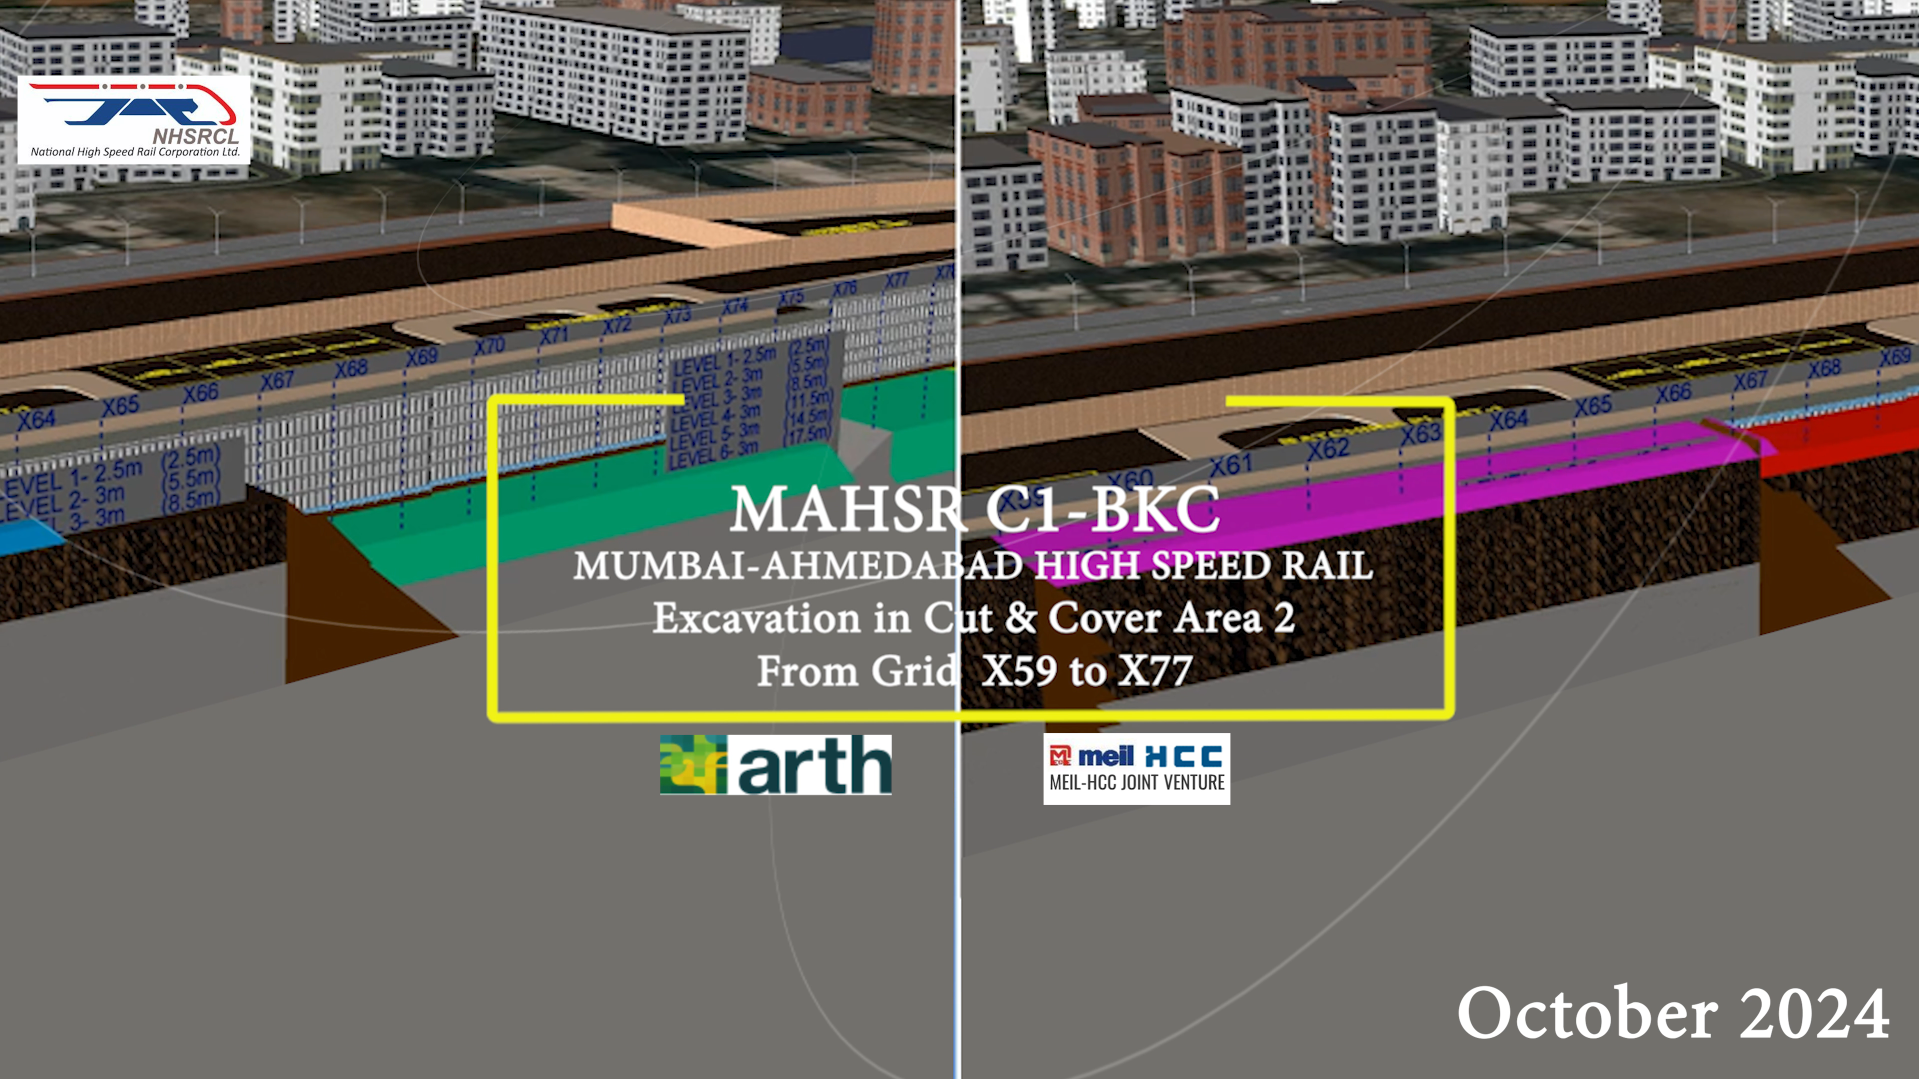 NHSRCL
National High Speed Rail Corporation Ltd.
X64
X65
X66
X67
X68
X69
X70
X71
X72
X73
X74
X75
X76
X77
LEVEL 1- 2.5m (2.5m)
LEVEL 2- 3m (5.5m)
LEVEL 3- 3m (8.5m)
LEVEL 4- 3m (11.5m)
LEVEL 5- 3m (14.5m)
LEVEL 6- 3m (17.5m)
EVEL 1- 2.5m (2.5m)
EVEL 2- 3m (5.5m)
L 3- 3m (8.5m)
X59
X60
X61
X62
X63
X64
X65
X66
X67
X68
X69
MAHSR C1-BKC
MUMBAI-AHMEDABAD HIGH SPEED RAIL
Excavation in Cut & Cover Area 2
From Grid X59 to X77
arth
meil HCC
MEIL-HCC JOINT VENTURE
October 2024